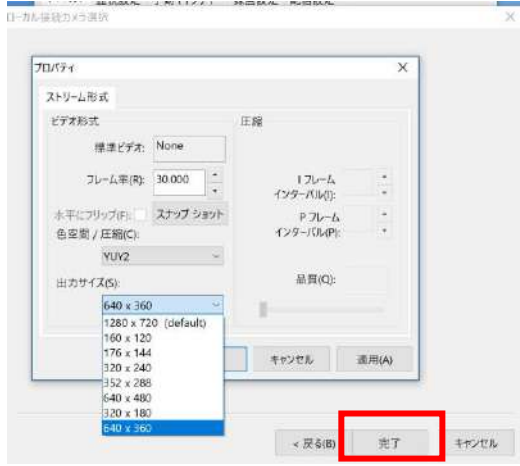 ローカル接続カメラ選択
プロパティ
ストリーム形式
ビデオ形式
圧縮
標準ビデオ: None
フレーム率(R): 30.000
I フレーム
インターバル(I):
水平にフリップ(F):
スナップ ショット
P フレーム
インターバル(P):
色空間 / 圧縮(C):
YUY2
出力サイズ(S):
品質(Q):
640 x 360
1280 x 720 (default)
160 x 120
176 x 144
320 x 240
352 x 288
640 x 480
320 x 180
640 x 360
キャンセル
適用(A)
< 戻る(B)
完了
キャンセル